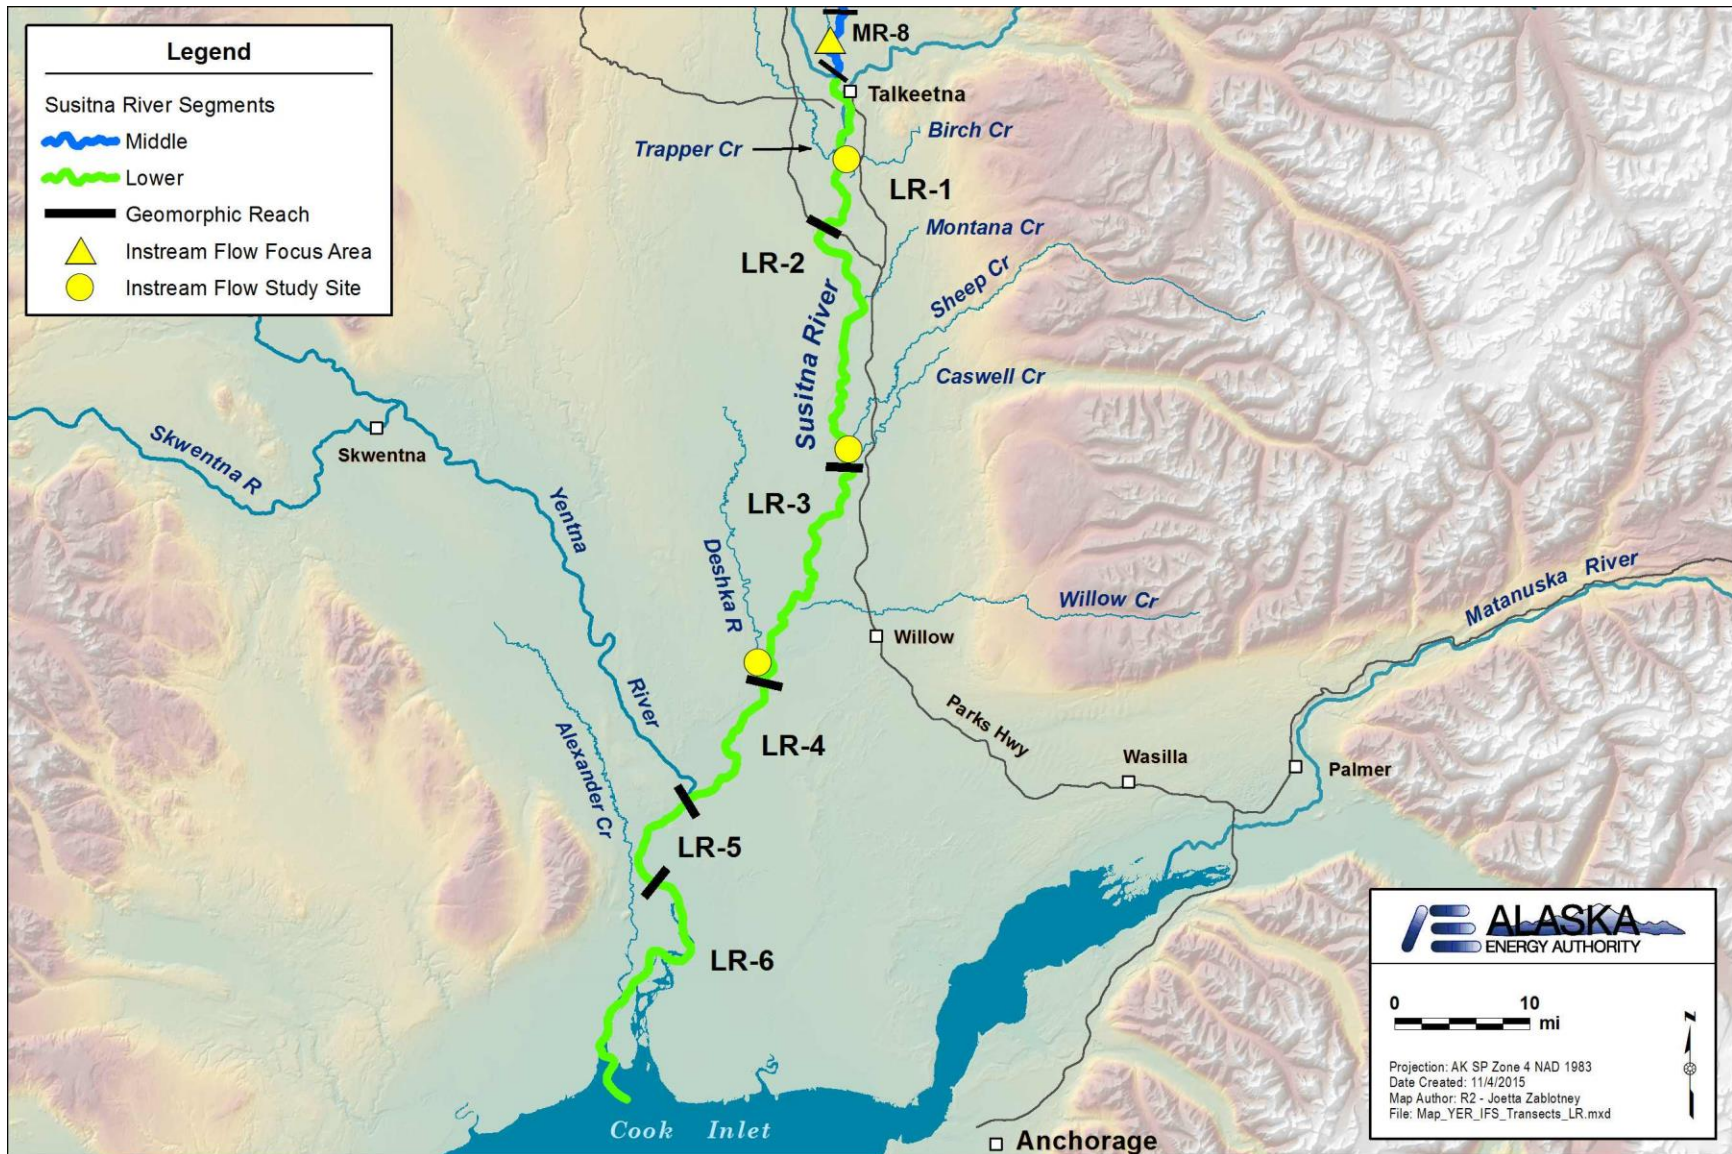 Legend
Susitna River Segments
Middle
Lower
Geomorphic Reach
Instream Flow Focus Area
Instream Flow Study Site
MR-8
Talkeetna
Birch Cr
Trapper Cr
LR-1
Montana Cr
LR-2
Sheep Cr
Susitna River
Caswell Cr
Skwentna R
Skwentna
Yentna
River
LR-3
Deshka R
Willow Cr
Matanuska River
Willow
Alexander Cr
Parks Hwy
LR-4
Wasilla
Palmer
LR-5
LR-6
Cook Inlet
Anchorage
ALASKA
ENERGY AUTHORITY
0 10
mi
N
Projection: AK SP Zone 4 NAD 1983
Date Created: 11/4/2015
Map Author: R2 - Joetta Zablotney
File: Map_YER_IFS_Transects_LR.mxd